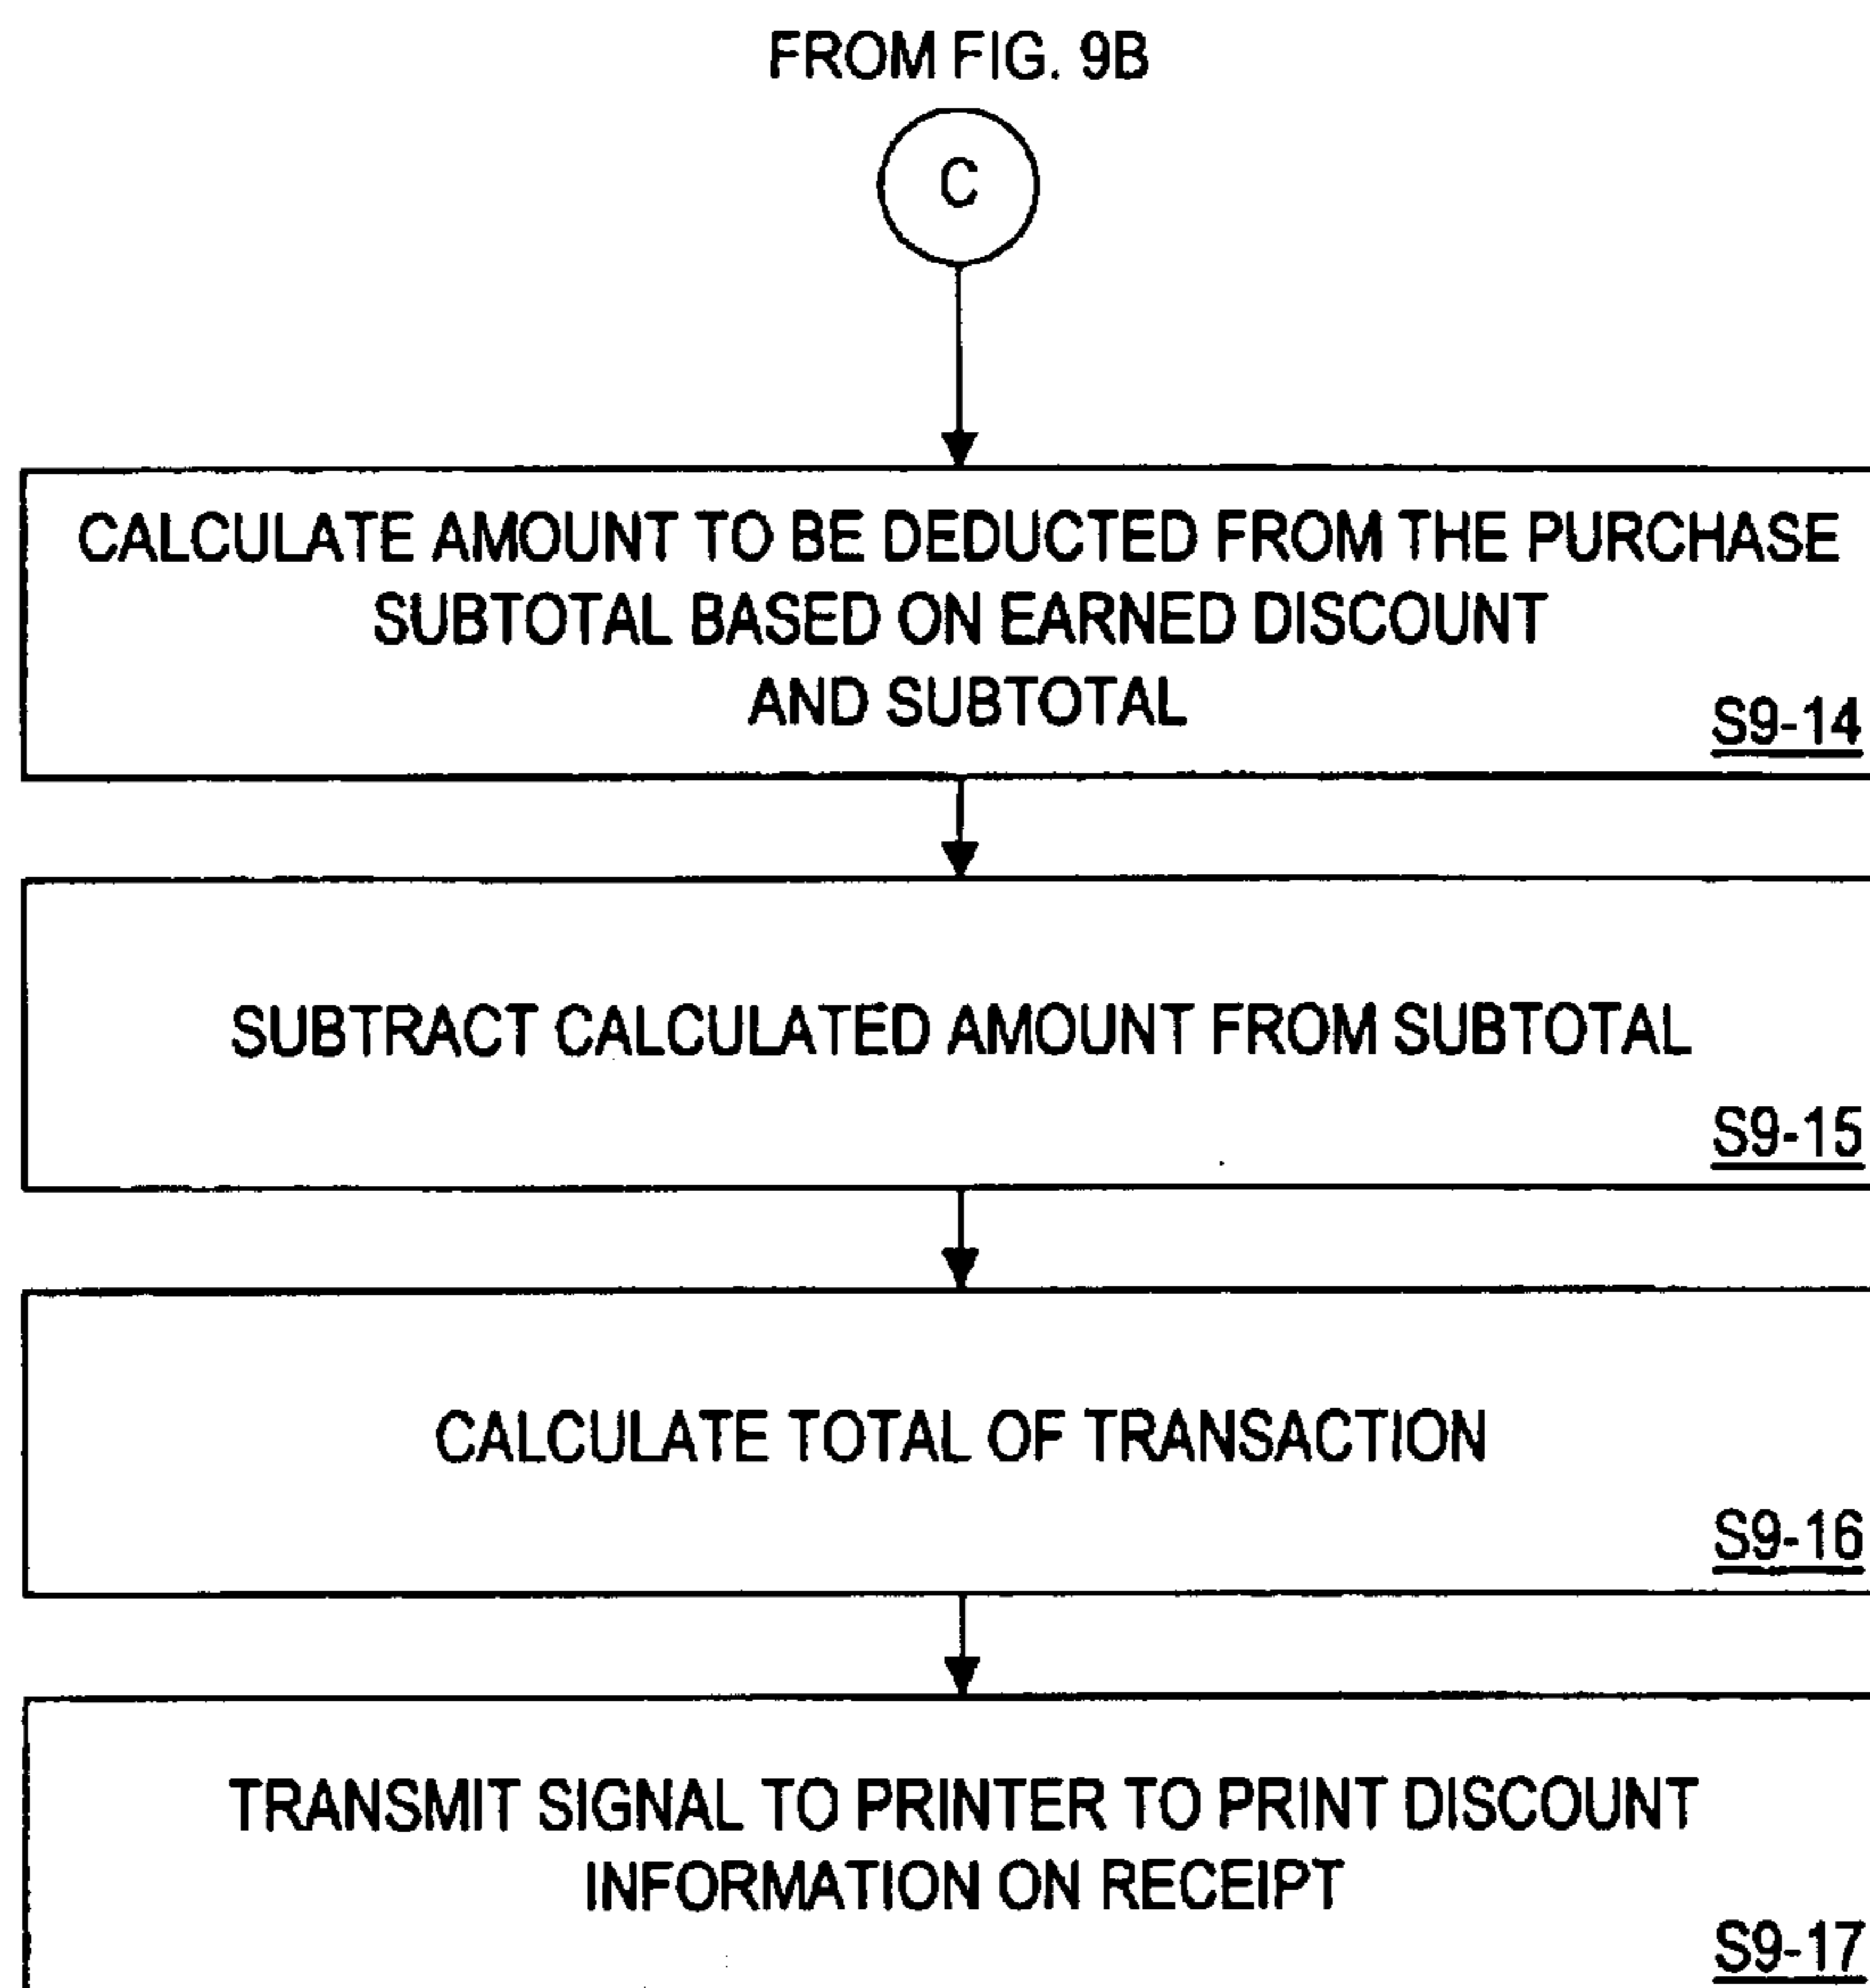 FROM FIG. 9B
C
CALCULATE AMOUNT TO BE DEDUCTED FROM THE PURCHASE
SUBTOTAL BASED ON EARNED DISCOUNT
AND SUBTOTAL
S9-14
SUBTRACT CALCULATED AMOUNT FROM SUBTOTAL
S9-15
CALCULATE TOTAL OF TRANSACTION
S9-16
TRANSMIT SIGNAL TO PRINTER TO PRINT DISCOUNT
INFORMATION ON RECEIPT
S9-17